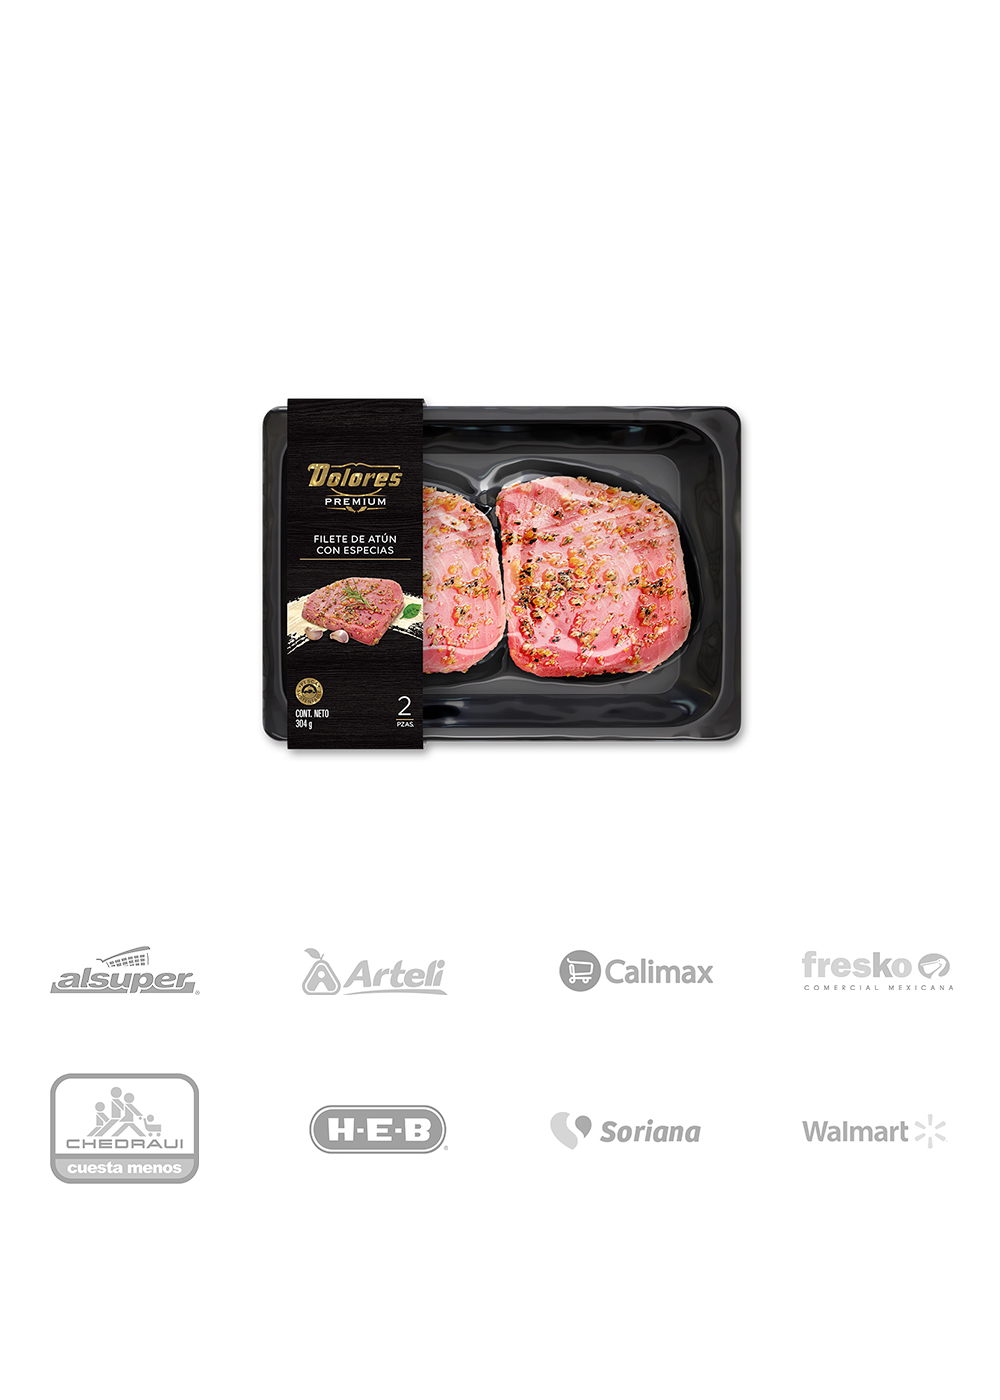 Dolores
PREMIUM
FILETE DE ATÚN
CON ESPECIAS
CONT. NETO
304 g
2
PZAS.
alsuper®
Arteli
Calimax
fresko
COMERCIAL MEXICANA
CHEDRAUI
cuesta menos
H-E-B®
Soriana
Walmart